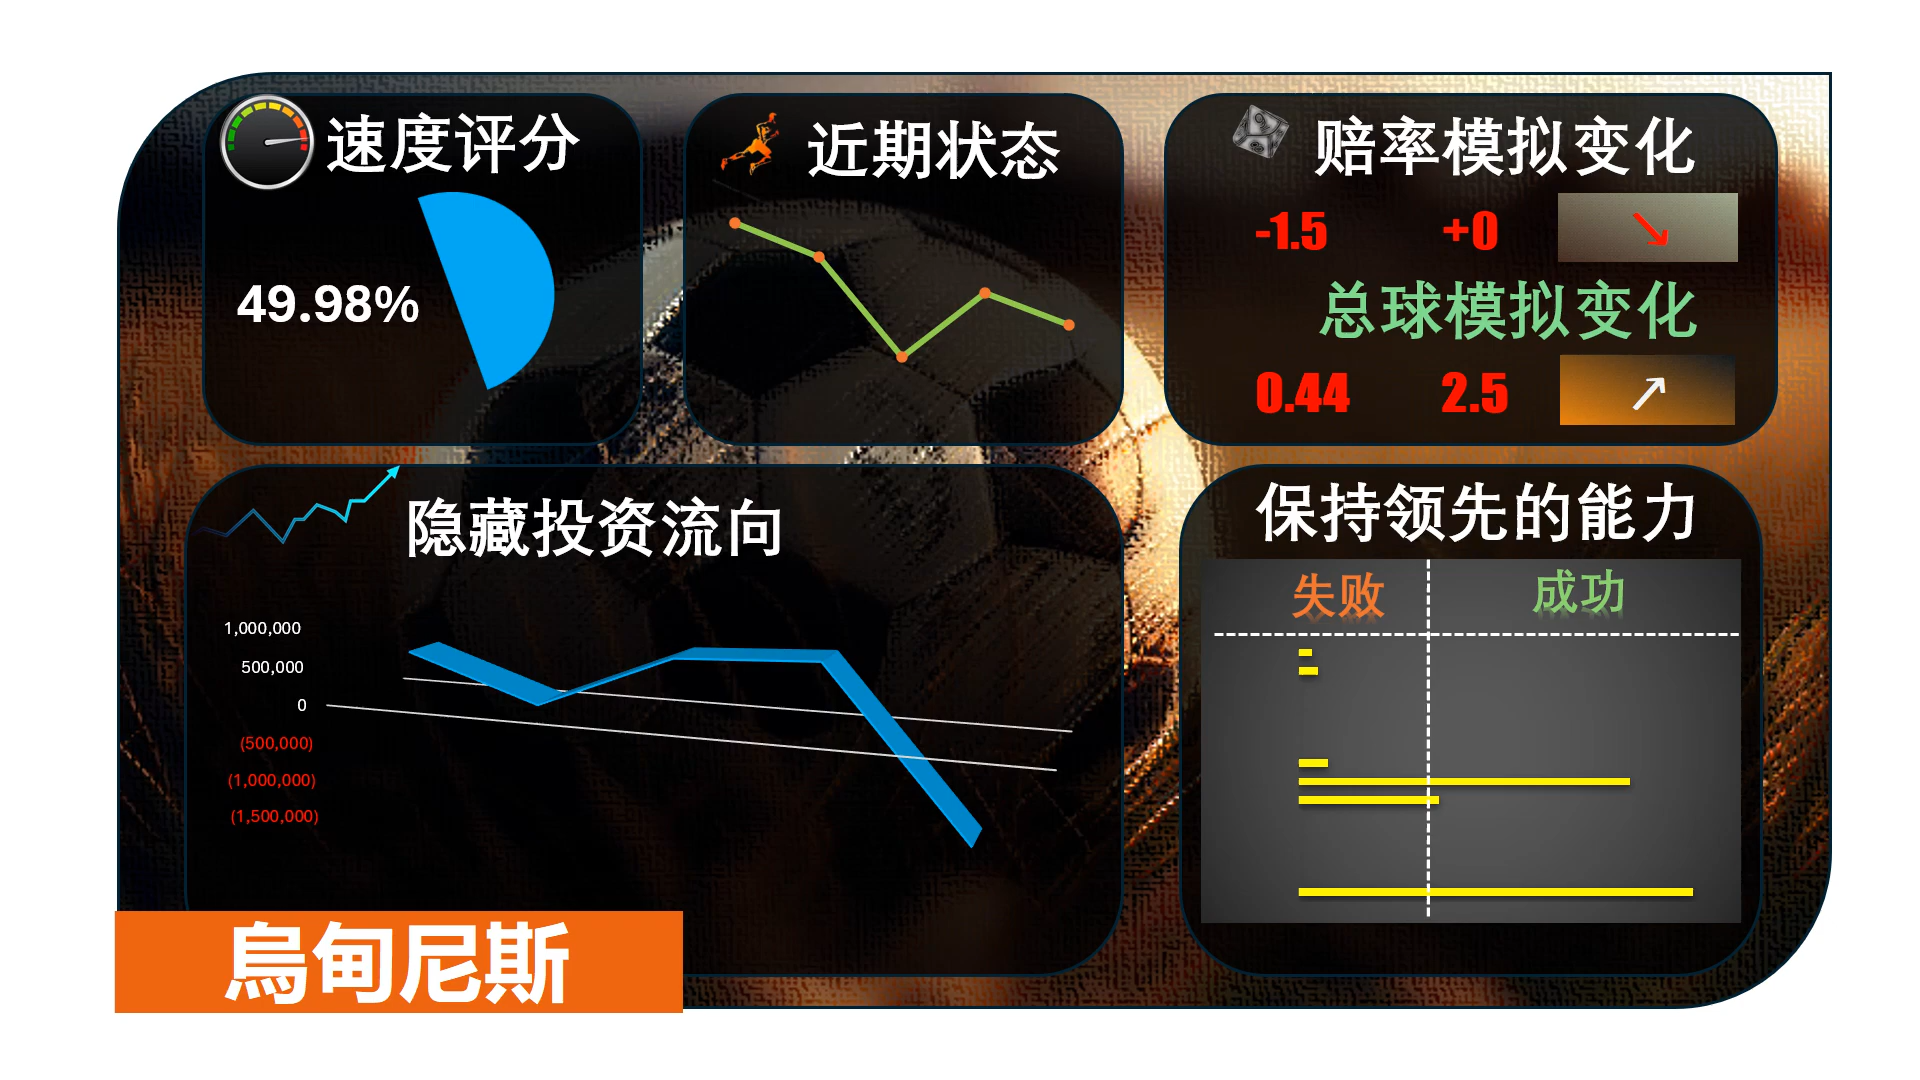 速度评分
49.98%
近期状态
赔率模拟变化
-1.5 +0 ↘
总球模拟变化
0.44 2.5 ↗
隐藏投资流向
1,000,000
500,000
0
(500,000)
(1,000,000)
(1,500,000)
保持领先的能力
失败 成功
烏甸尼斯